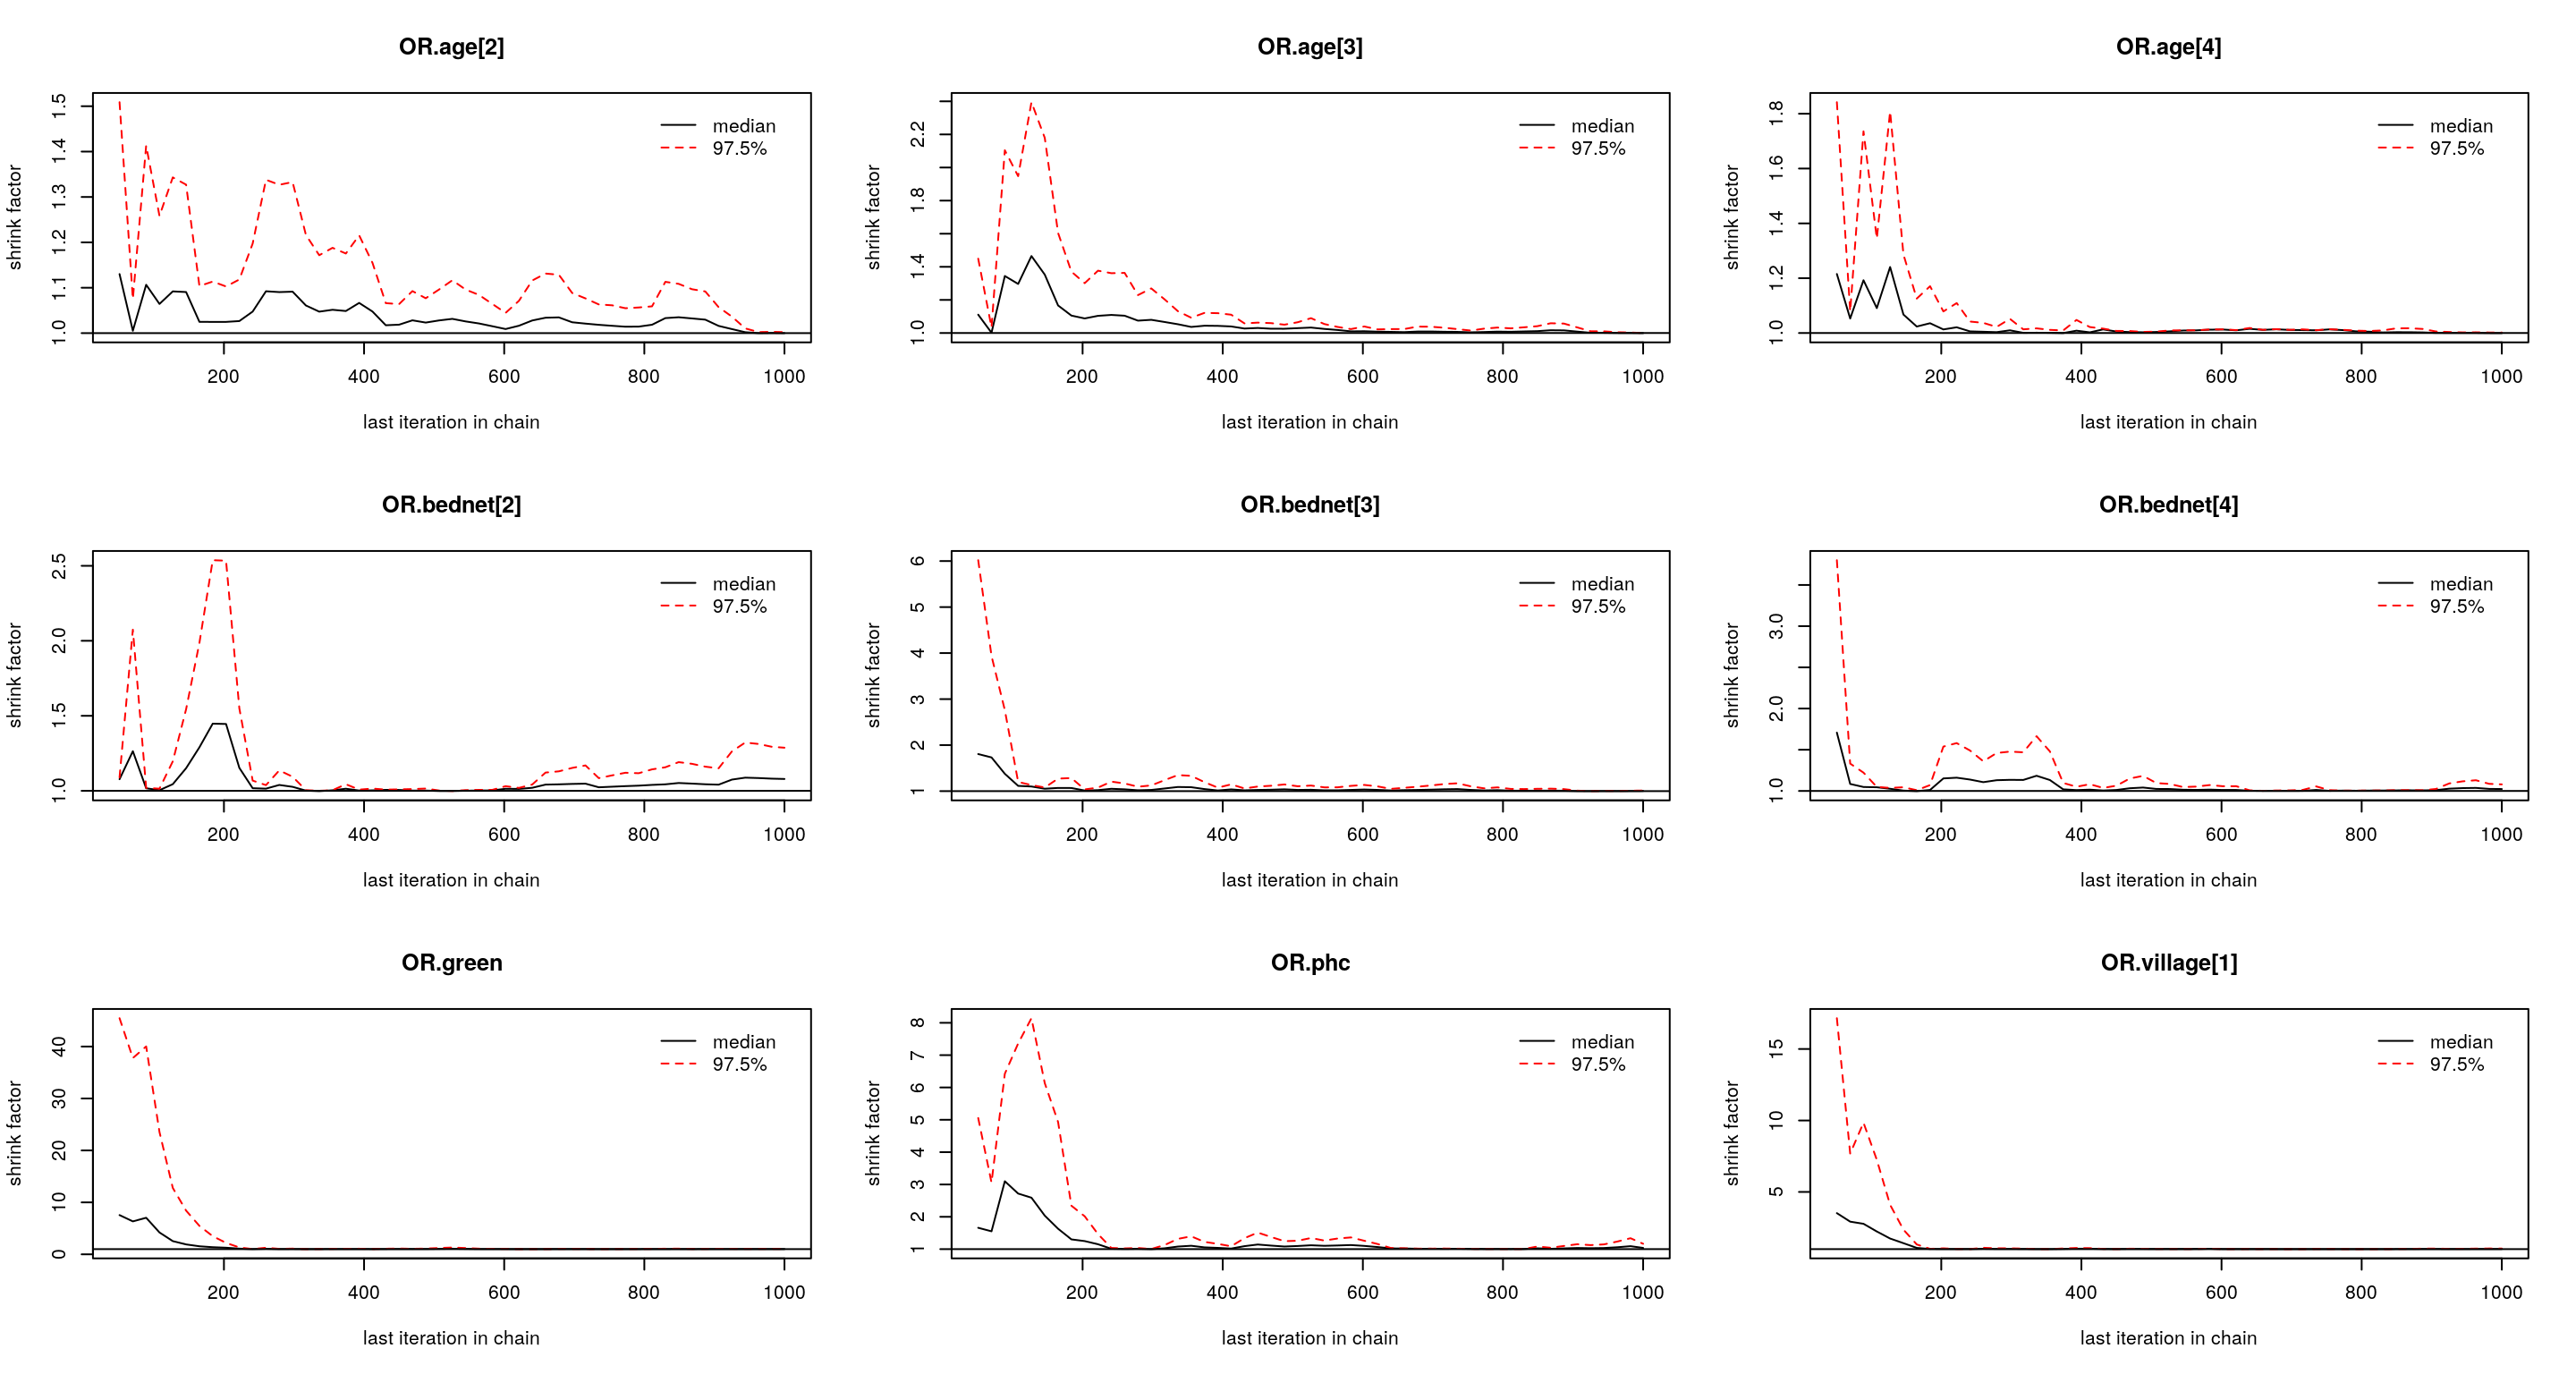 OR.age[2]
shrink factor
1.0 1.1 1.2 1.3 1.4 1.5
median
97.5%
200 400 600 800 1000
last iteration in chain
OR.age[3]
shrink factor
1.0 1.4 1.8 2.2
median
97.5%
200 400 600 800 1000
last iteration in chain
OR.age[4]
shrink factor
1.0 1.2 1.4 1.6 1.8
median
97.5%
200 400 600 800 1000
last iteration in chain
OR.bednet[2]
shrink factor
1.0 1.5 2.0 2.5
median
97.5%
200 400 600 800 1000
last iteration in chain
OR.bednet[3]
shrink factor
1 2 3 4 5 6
median
97.5%
200 400 600 800 1000
last iteration in chain
OR.bednet[4]
shrink factor
1.0 2.0 3.0
median
97.5%
200 400 600 800 1000
last iteration in chain
OR.green
shrink factor
0 10 20 30 40
median
97.5%
200 400 600 800 1000
last iteration in chain
OR.phc
shrink factor
1 2 3 4 5 6 7 8
median
97.5%
200 400 600 800 1000
last iteration in chain
OR.village[1]
shrink factor
5 10 15
median
97.5%
200 400 600 800 1000
last iteration in chain